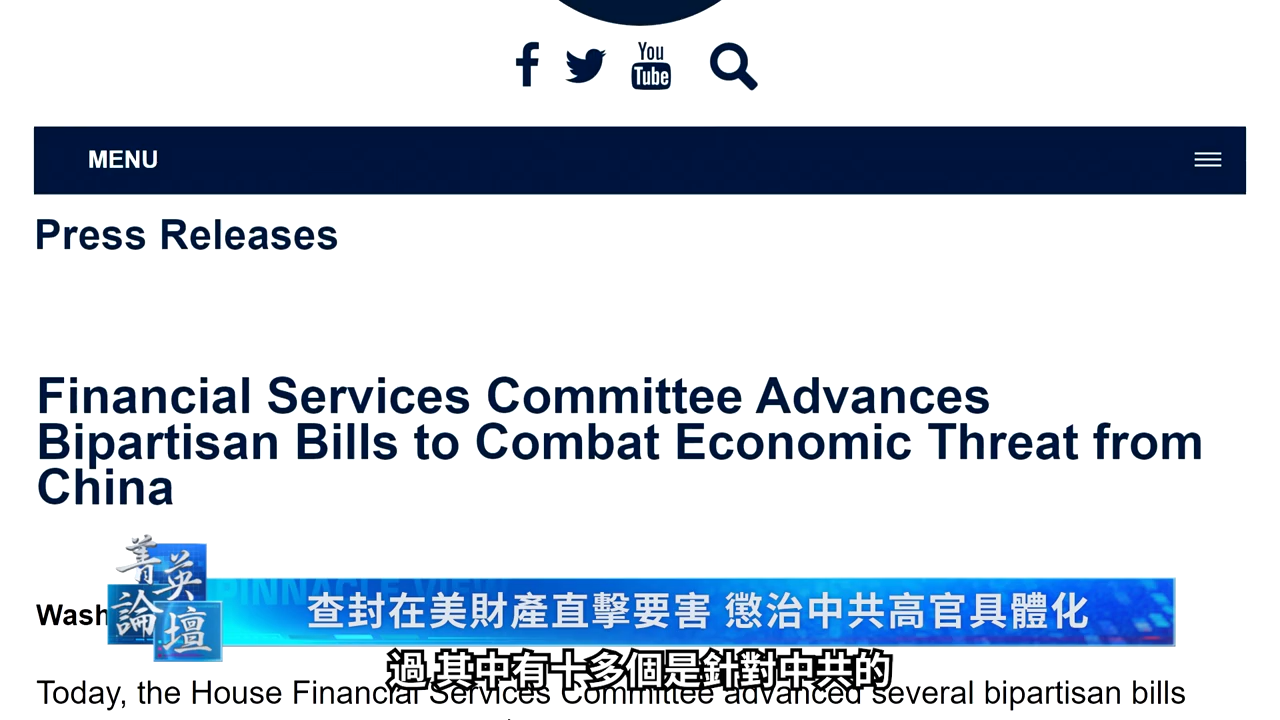 You
Tube
MENU
Press Releases
Financial Services Committee Advances
Bipartisan Bills to Combat Economic Threat from
China
菁英
論壇
PINNACLE VIEW
查封在美財產直擊要害 懲治中共高官具體化
Wash
過 其中有十多個是針對中共的
Today, the House Financial Services Committee advanced several bipartisan bills